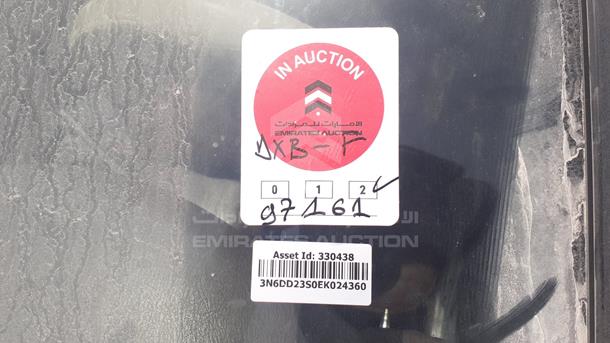 IN AUCTION
الإمارات للمزادات
EMIRATES AUCTION
DXB-F
0 1 2
97161
الإمارات للمزادات
EMIRATES AUCTION
Asset Id: 330438
3N6DD23S0EK024360